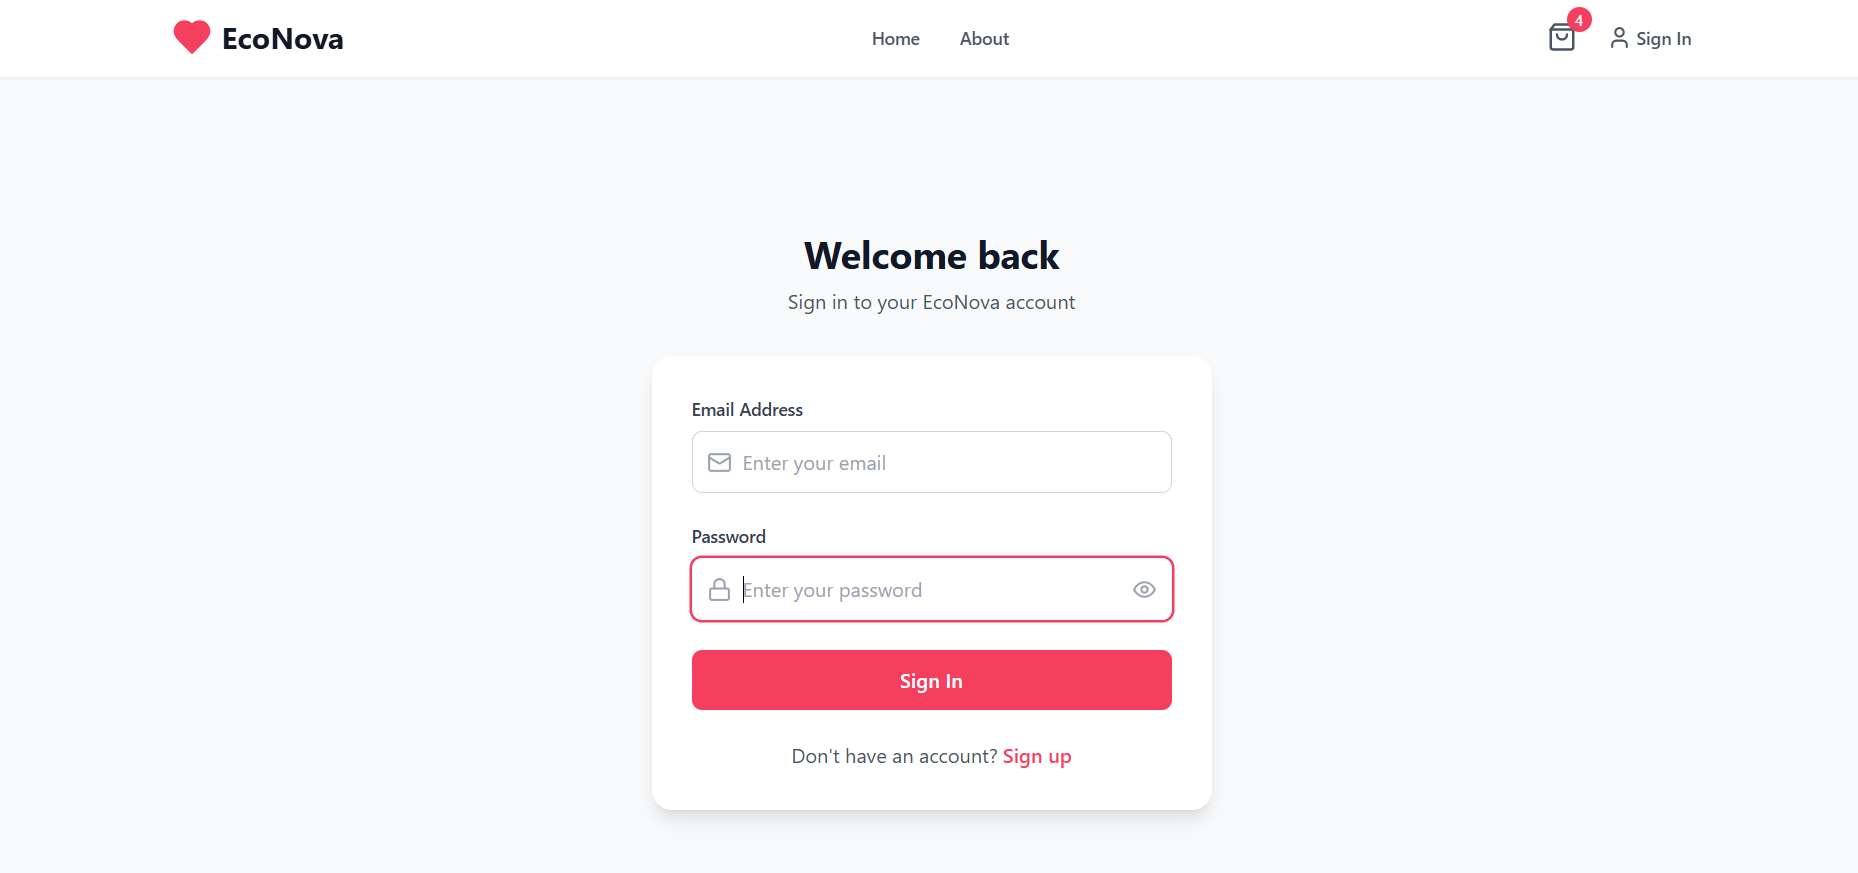 EcoNova
Home
About
4
Sign In
Welcome back
Sign in to your EcoNova account
Email Address
Enter your email
Password
Enter your password
Sign In
Don't have an account? Sign up